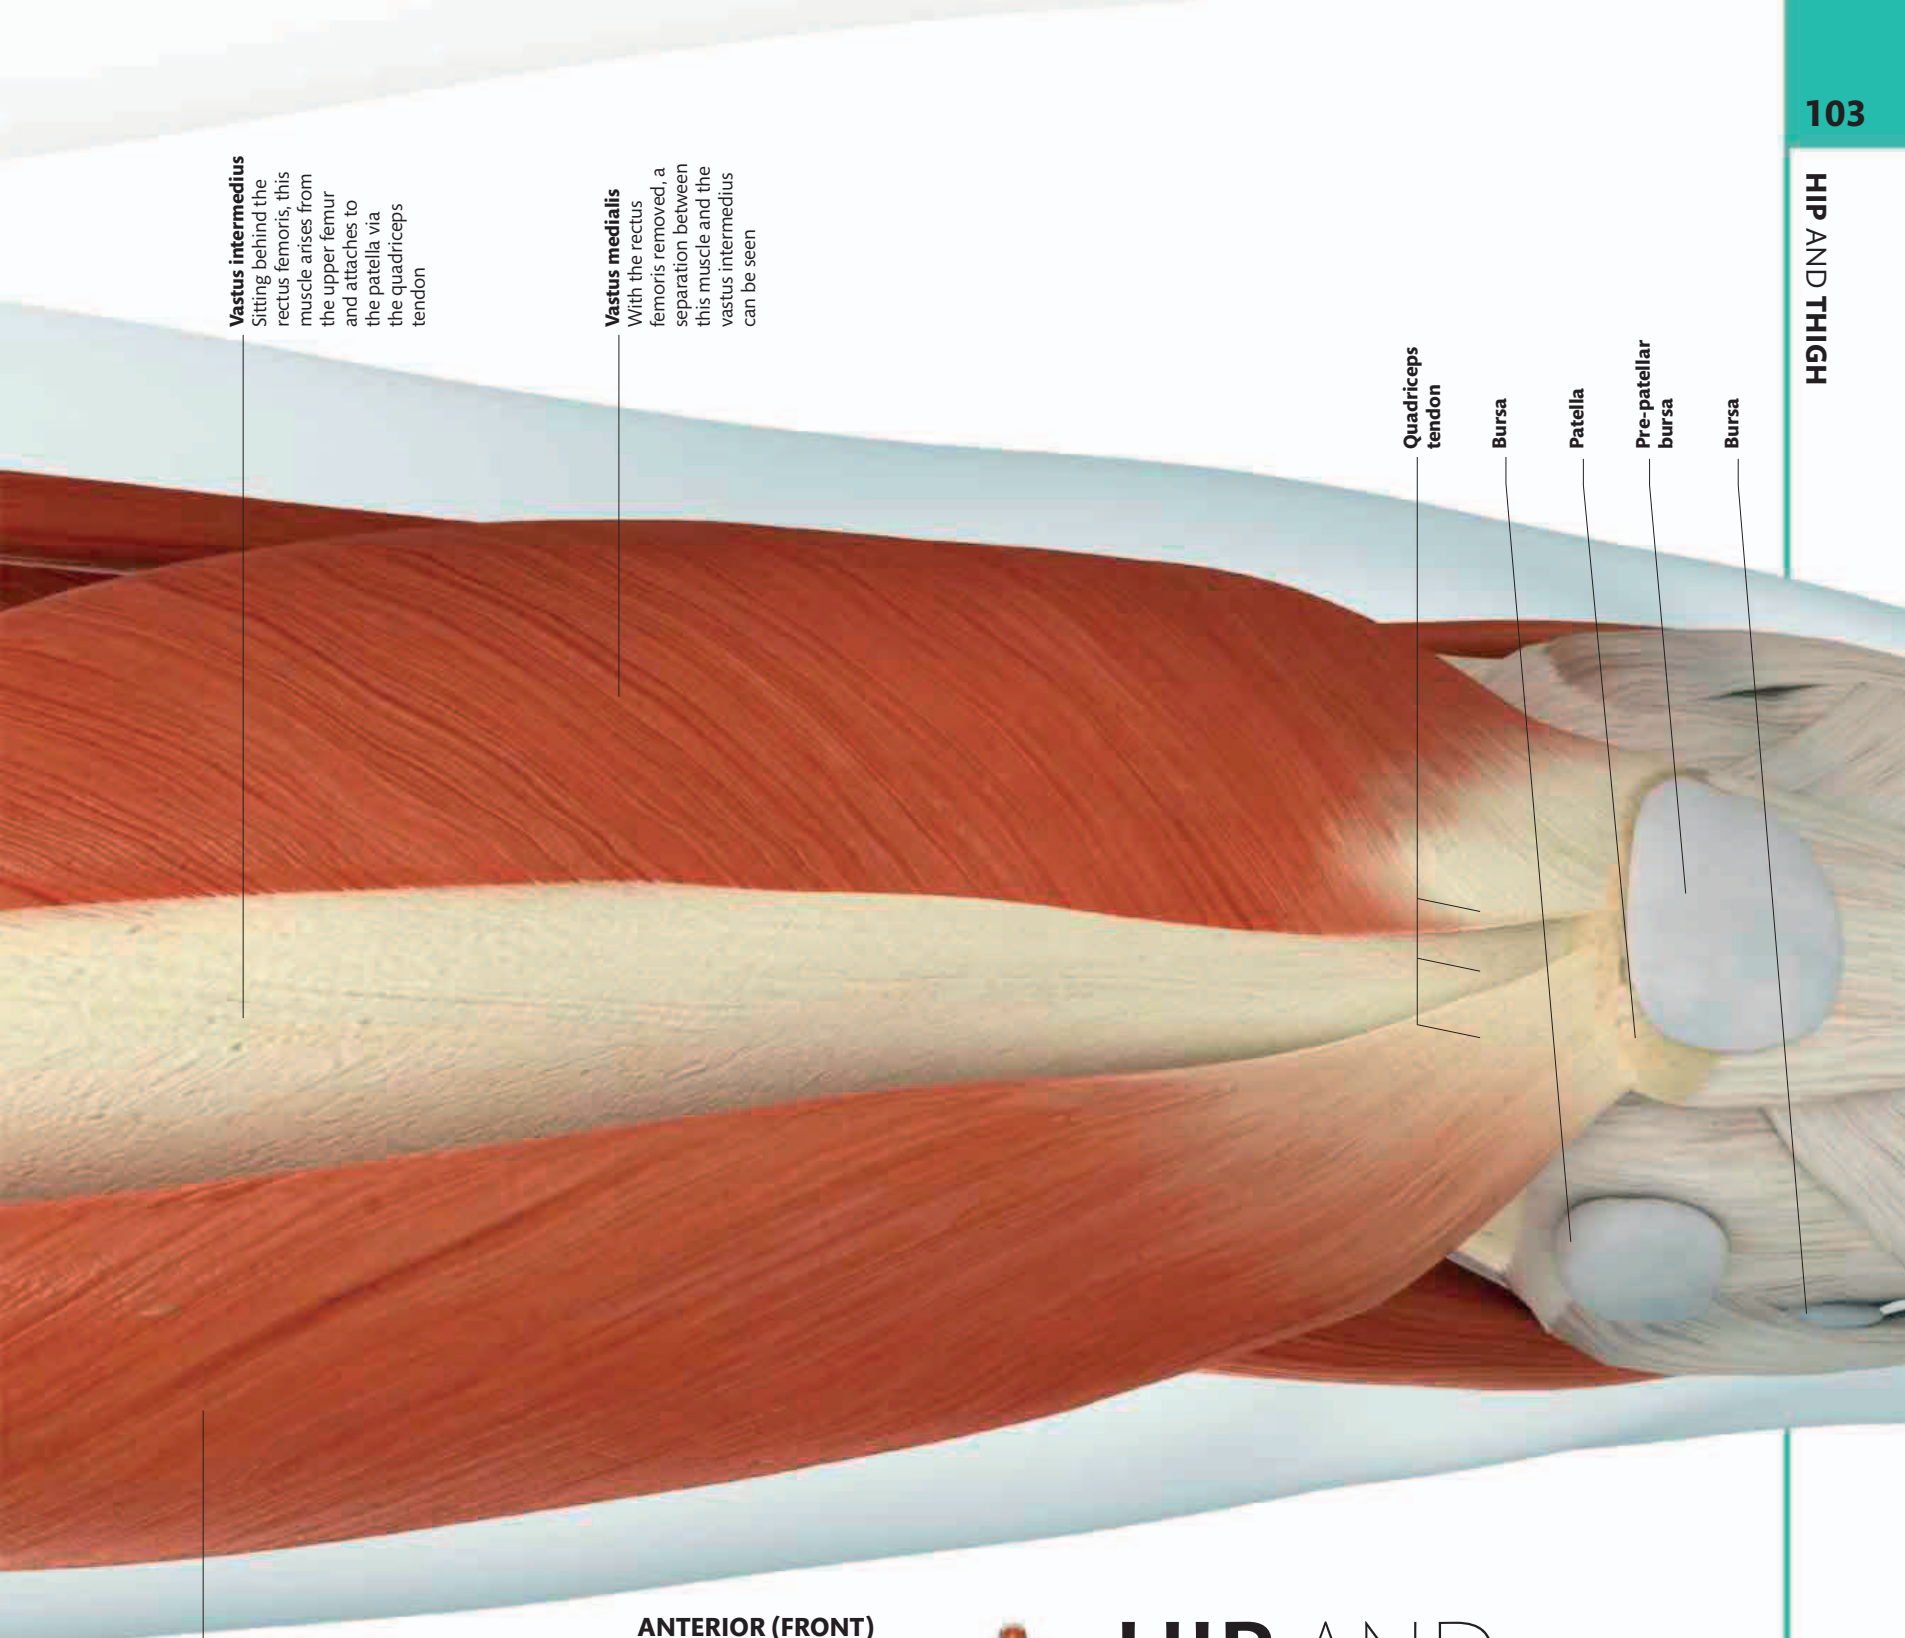 103
HIP AND THIGH
Vastus intermedius
Sitting behind the
rectus femoris, this
muscle arises from
the upper femur
and attaches to
the patella via
the quadriceps
tendon
Vastus medialis
With the rectus
femoris removed, a
separation between
this muscle and the
vastus intermedius
can be seen
Quadriceps
tendon
Bursa
Patella
Pre-patellar
bursa
Bursa
ANTERIOR (FRONT)
HIP AND